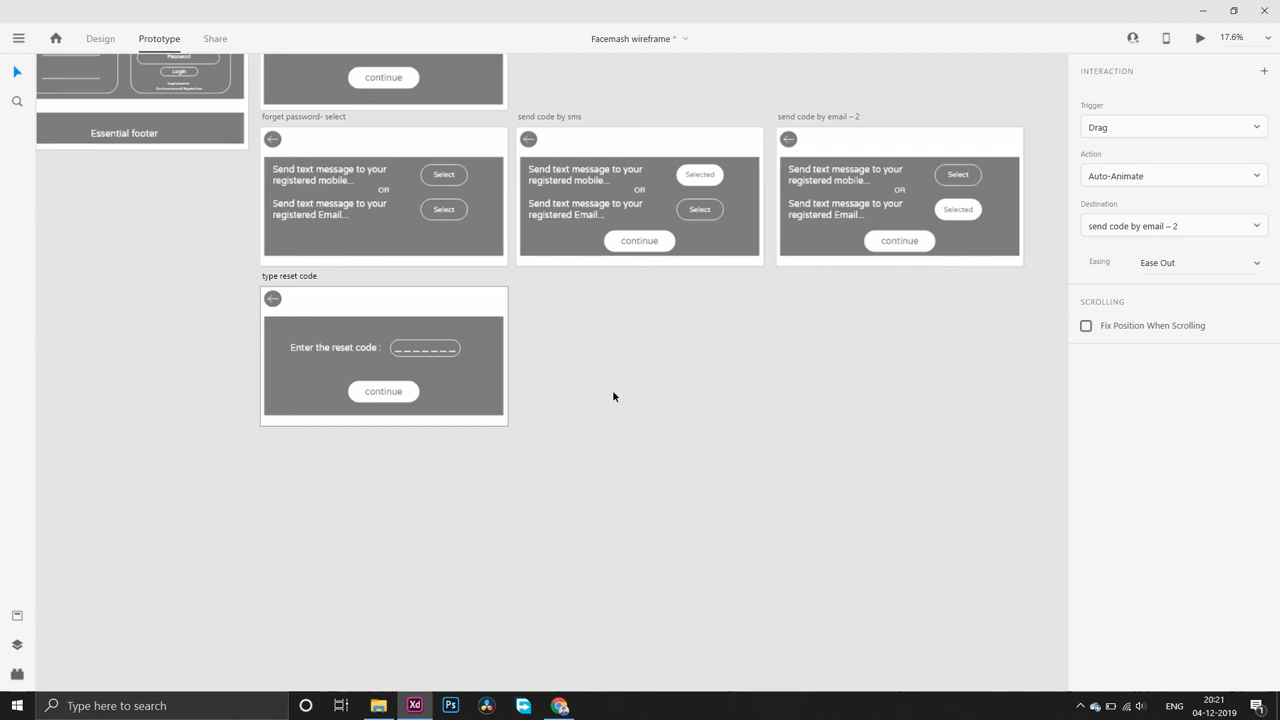 Design
Prototype
Share
Facemash wireframe *
17.6%
Password
Login
continue
Essential footer
forget password- select
send code by sms
send code by email – 2
Send text message to your
registered mobile...
Select
OR
Send text message to your
registered Email...
Select
Send text message to your
registered mobile...
Selected
OR
Send text message to your
registered Email...
Select
continue
Send text message to your
registered mobile...
Select
OR
Send text message to your
registered Email...
Selected
continue
type reset code
Enter the reset code : _ _ _ _ _ _ _
continue
INTERACTION
Trigger
Drag
Action
Auto-Animate
Destination
send code by email – 2
Easing
Ease Out
SCROLLING
Fix Position When Scrolling
Type here to search
Xd
Ps
ENG
20:21
04-12-2019